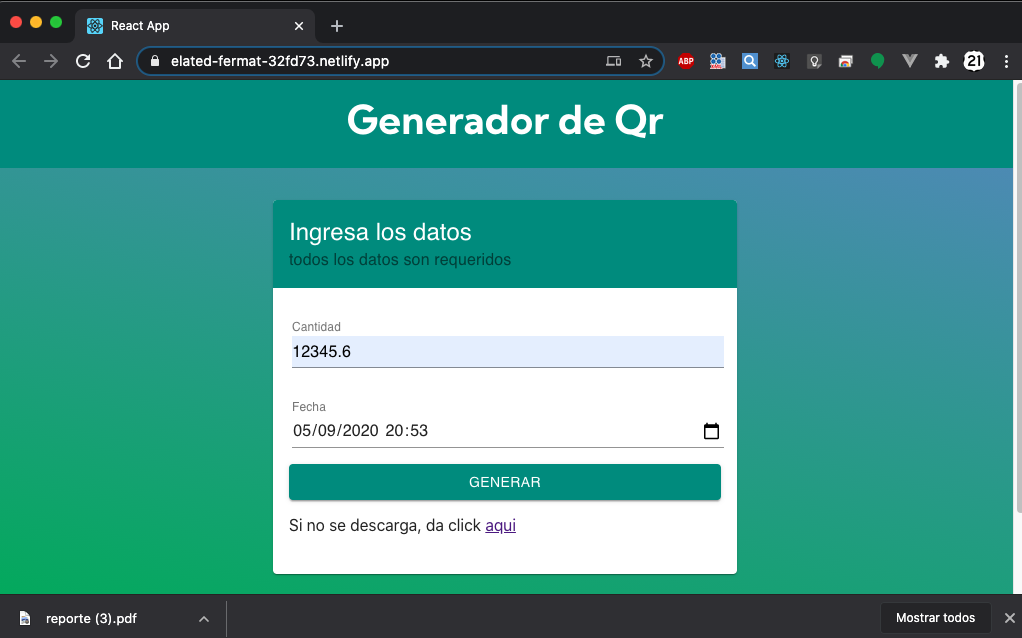 React App
elated-fermat-32fd73.netlify.app
ABP
21
Generador de Qr
Ingresa los datos
todos los datos son requeridos
Cantidad
12345.6
Fecha
05/09/2020 20:53
GENERAR
Si no se descarga, da click aqui
reporte (3).pdf
Mostrar todos